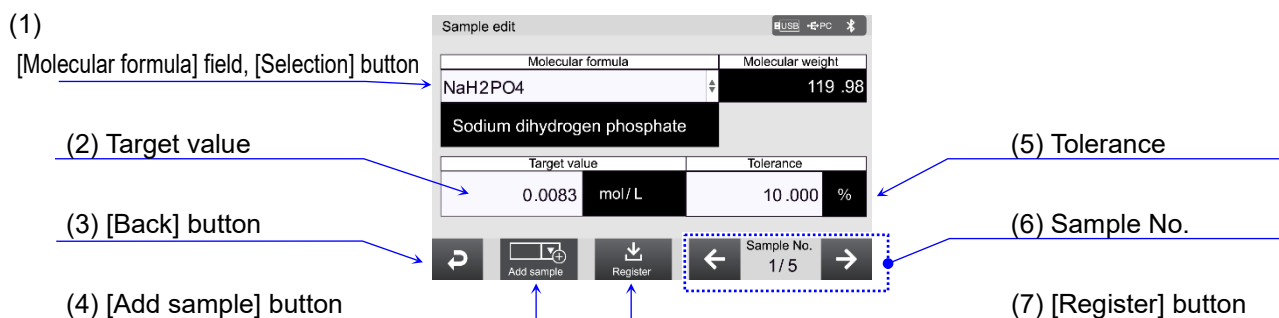 (1)
[Molecular formula] field, [Selection] button
(2) Target value
(3) [Back] button
(4) [Add sample] button
Sample edit
USB PC
Molecular formula Molecular weight
NaH2PO4 119 .98
Sodium dihydrogen phosphate
Target value Tolerance
0.0083 mol/L 10 .000 %
Add sample Register Sample No.
1/ 5
(5) Tolerance
(6) Sample No.
(7) [Register] button